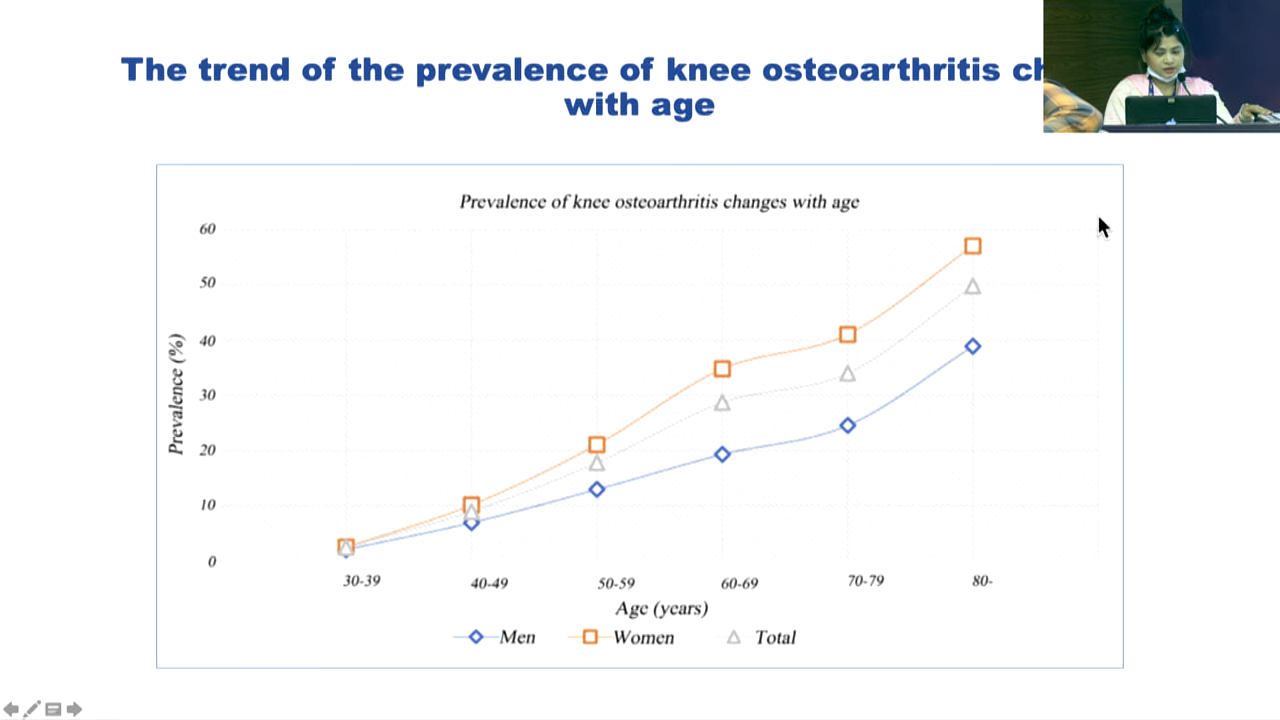 The trend of the prevalence of knee osteoarthritis
with age
Prevalence of knee osteoarthritis changes with age
Prevalence (%)
60
50
40
30
20
10
0
30-39
40-49
50-59
60-69
70-79
80-
Age (years)
Men
Women
Total